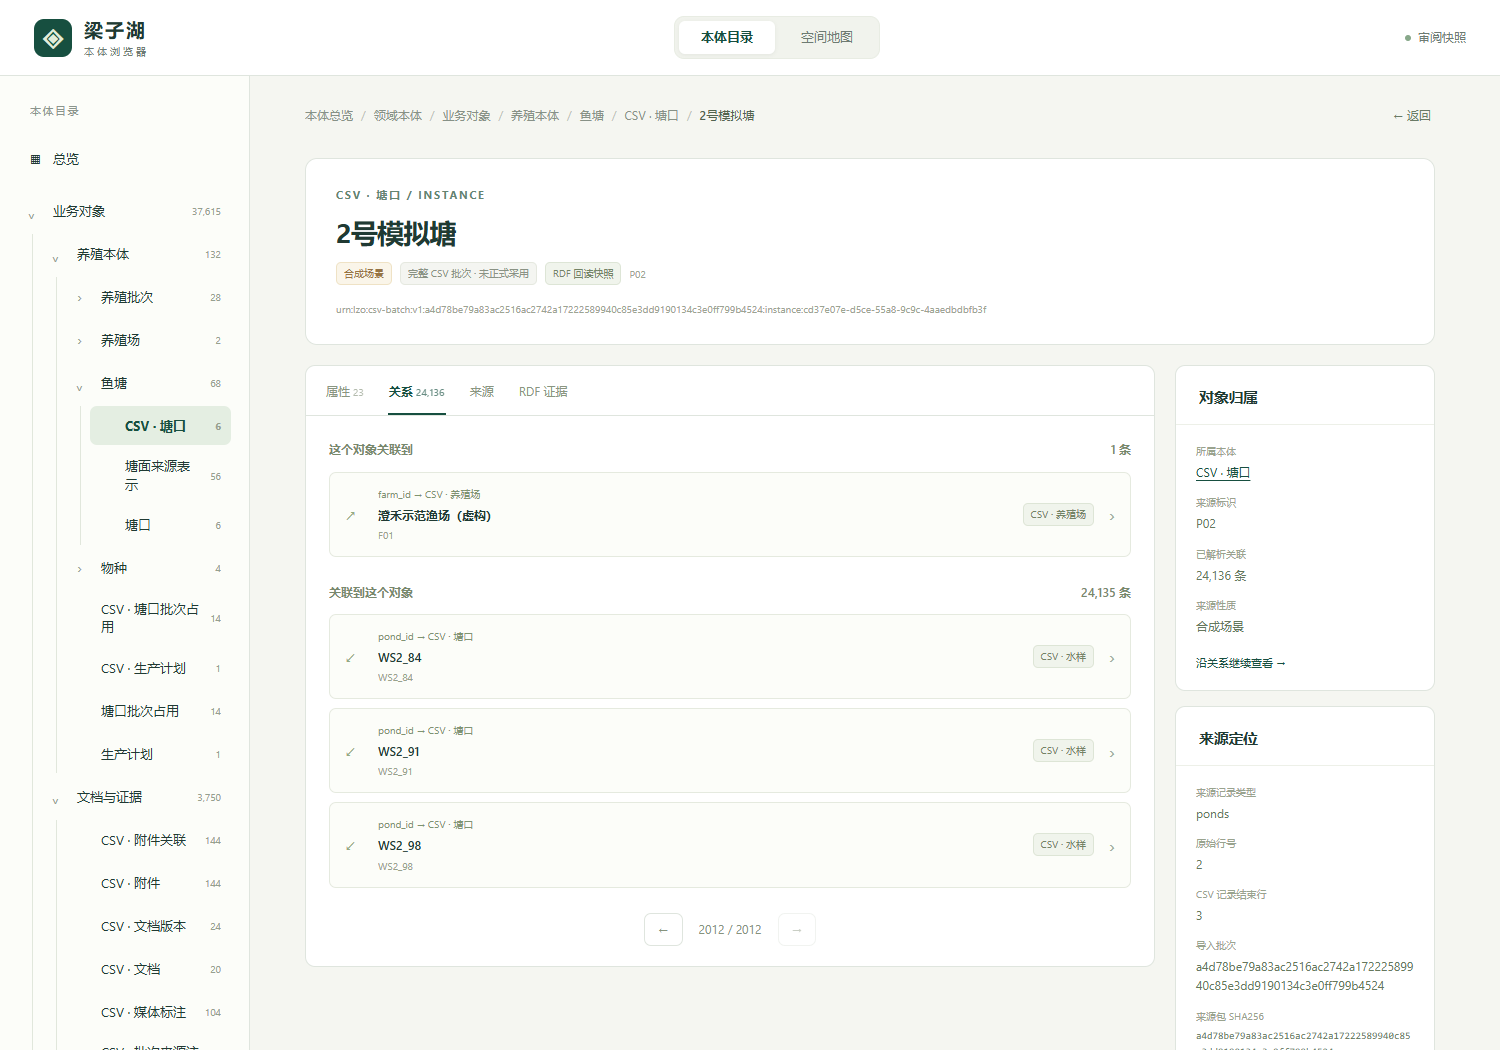 梁子湖
本体浏览器
本体目录
空间地图
审阅快照
本体目录
总览
业务对象 37,615
养殖本体 132
养殖批次 28
养殖场 2
鱼塘 68
CSV · 塘口 6
塘面来源表
示 56
塘口 6
物种 4
CSV · 塘口批次占
用 14
CSV · 生产计划 1
塘口批次占用 14
生产计划 1
文档与证据 3,750
CSV · 附件关联 144
CSV · 附件 144
CSV · 文档版本 24
CSV · 文档 20
CSV · 媒体标注 104
本体总览 / 领域本体 / 业务对象 / 养殖本体 / 鱼塘 / CSV · 塘口 / 2号模拟塘
← 返回
CSV · 塘口 / INSTANCE
2号模拟塘
合成场景 完整 CSV 批次 · 未正式采用 RDF 回读快照 P02
urn:lzo:csv-batch:v1:a4d78be79a83ac2516ac2742a17222589940c85e3dd9190134c3e0ff799b4524:instance:cd37e07e-d5ce-55a8-9c9c-4aaedbdbfb3f
属性 23 关系 24,136 来源 RDF 证据
这个对象关联到 1 条
farm_id → CSV · 养殖场
澄禾示范渔场（虚构）
F01
CSV · 养殖场
关联到这个对象 24,135 条
pond_id → CSV · 塘口
WS2_84
WS2_84
CSV · 水样
pond_id → CSV · 塘口
WS2_91
WS2_91
CSV · 水样
pond_id → CSV · 塘口
WS2_98
WS2_98
CSV · 水样
← 2012 / 2012 →
对象归属
所属本体
CSV · 塘口
来源标识
P02
已解析关联
24,136 条
来源性质
合成场景
沿关系继续查看 →
来源定位
来源记录类型
ponds
原始行号
2
CSV 记录结束行
3
导入批次
a4d78be79a83ac2516ac2742a172225899
40c85e3dd9190134c3e0ff799b4524
来源包 SHA256
a4d78be79a83ac2516ac2742a17222589940c85